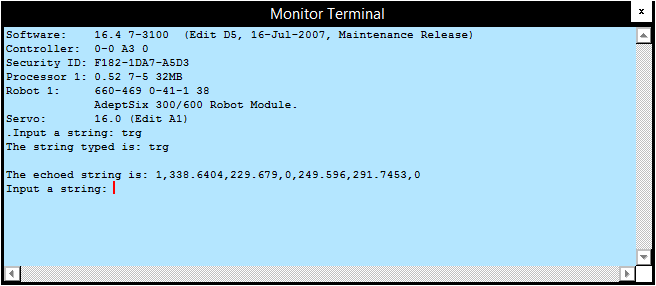 Monitor Terminal
x
Software:    16.4 7-3100  (Edit D5, 16-Jul-2007, Maintenance Release)
Controller:  0-0 A3 0
Security ID: F182-1DA7-A5D3
Processor 1: 0.52 7-5 32MB
Robot 1:     660-469 0-41-1 38
             AdeptSix 300/600 Robot Module.
Servo:       16.0 (Edit A1)
.Input a string: trg
The string typed is: trg
The echoed string is: 1,338.6404,229.679,0,249.596,291.7453,0
Input a string: